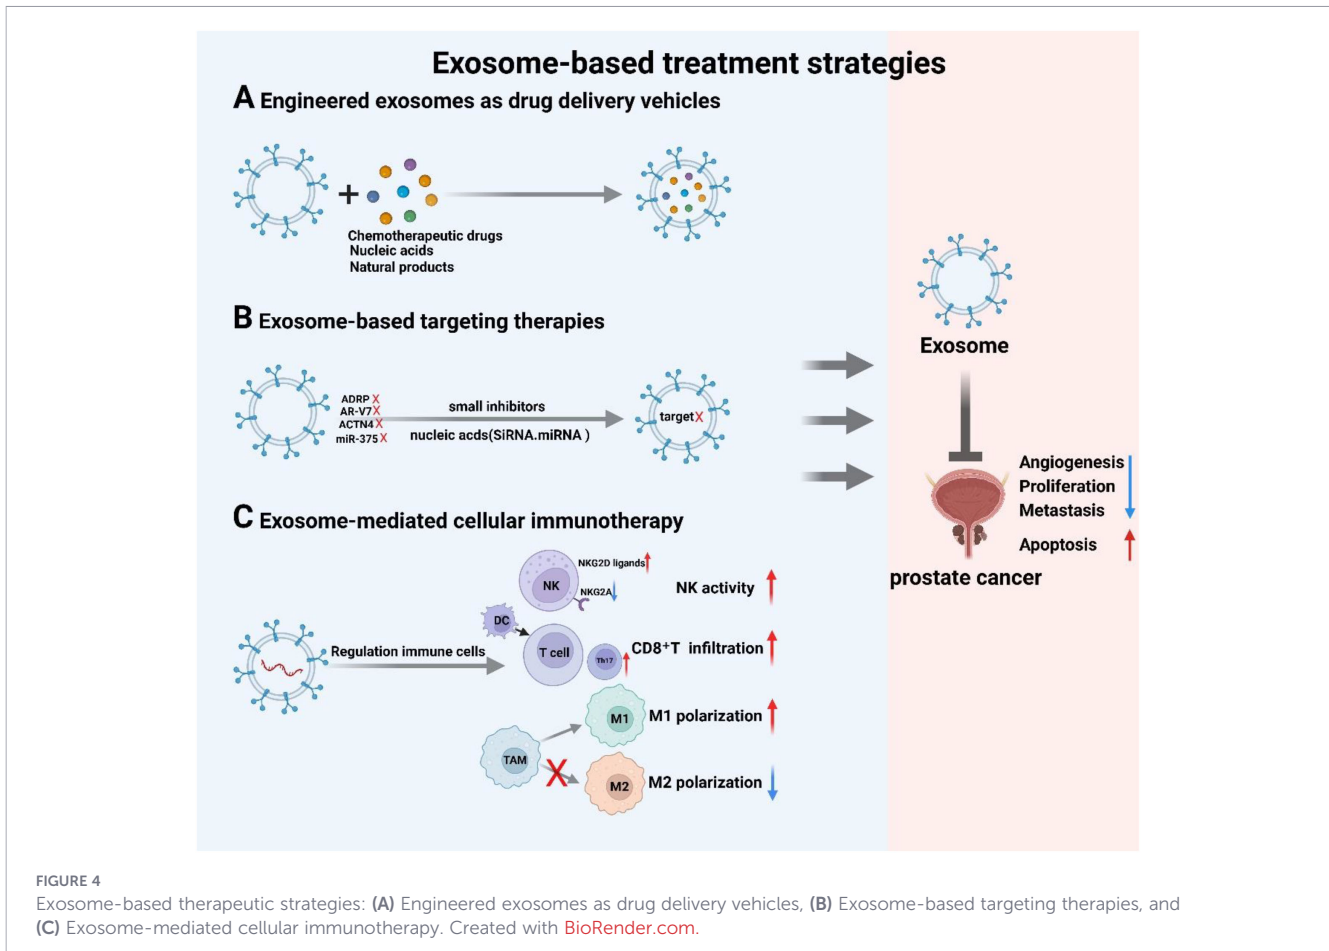 Exosome-based treatment strategies
A Engineered exosomes as drug delivery vehicles
+
Chemotherapeutic drugs
Nucleic acids
Natural products
B Exosome-based targeting therapies
ADRP X
AR-V7 X
ACTN4 X
miR-375 X
small inhibitors
nucleic acds(SiRNA.miRNA )
target X
C Exosome-mediated cellular immunotherapy
Regulation immune cells
NK
NKG2D ligands
NKG2A
NK activity
DC
T cell
Th17
CD8⁺T infiltration
TAM
M1
M1 polarization
X
M2
M2 polarization
Exosome
Angiogenesis
Proliferation
Metastasis
Apoptosis
prostate cancer
FIGURE 4
Exosome-based therapeutic strategies: (A) Engineered exosomes as drug delivery vehicles, (B) Exosome-based targeting therapies, and
(C) Exosome-mediated cellular immunotherapy. Created with BioRender.com.